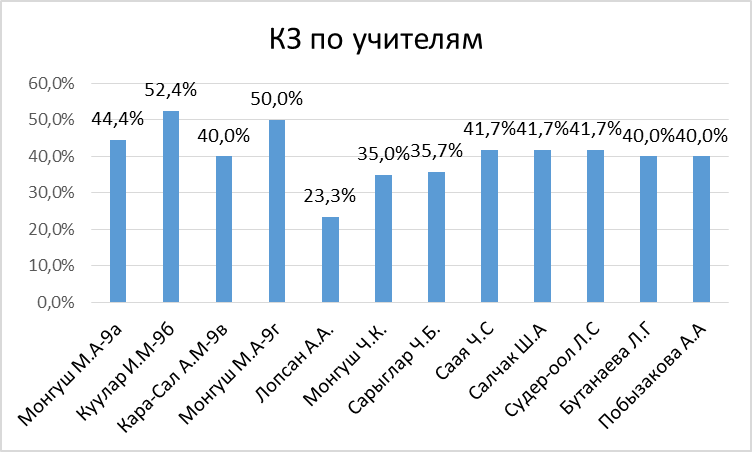 КЗ по учителям
60,0%
50,0%
40,0%
30,0%
20,0%
10,0%
0,0%
44,4%
52,4%
40,0%
50,0%
23,3%
35,0%
35,7%
41,7%
41,7%
41,7%
40,0%
40,0%
Монгуш М.А-9а
Куулар И.М-9б
Кара-Сал А.М-9в
Монгуш М.А-9г
Лопсан А.А.
Монгуш Ч.К.
Сарыглар Ч.Б.
Саая Ч.С
Салчак Ш.А
Судер-оол Л.С
Бутанаева Л.Г
Побызакова А.А